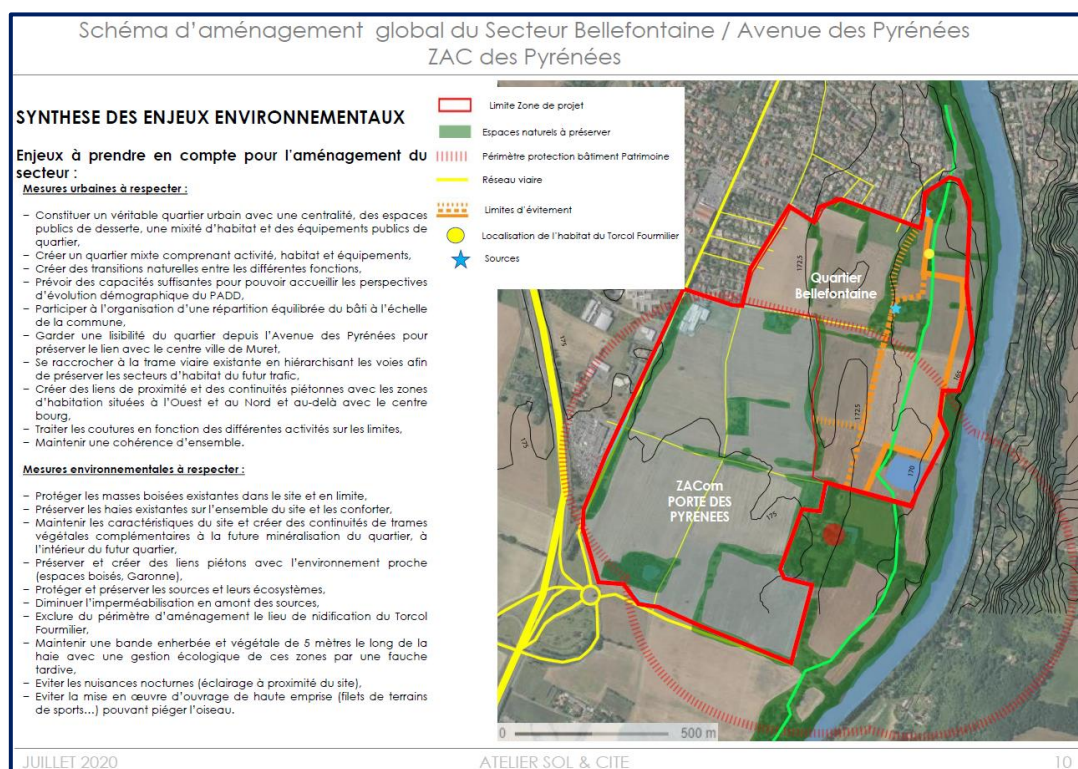 Schéma d'aménagement global du Secteur Bellefontaine / Avenue des Pyrénées
ZAC des Pyrénées
SYNTHESE DES ENJEUX ENVIRONNEMENTAUX
Enjeux à prendre en compte pour l'aménagement du
secteur :
Mesures urbaines à respecter :
− Constituer un véritable quartier urbain avec une centralité, des espaces
publics de desserte, une mixité d'habitat et des équipements publics de
quartier,
− Créer un quartier mixte comprenant activité, habitat et équipements,
− Créer des transitions naturelles entre les différentes fonctions,
− Prévoir des capacités suffisantes pour pouvoir accueillir les perspectives
d'évolution démographique du PADD,
− Participer à l'organisation d'une répartition équilibrée du bâti à l'échelle
de la commune,
− Garder une lisibilité du quartier depuis l'Avenue des Pyrénées pour
préserver le lien avec le centre ville de Muret,
− Se raccrocher à la trame viaire existante en hiérarchisant les voies afin
de préserver les secteurs d'habitat du futur trafic,
− Créer des liens de proximité et des continuités piétonnes avec les zones
d'habitation situées à l'Ouest et au Nord et au-delà avec le centre
bourg.
− Traiter les coutures en fonction des différentes activités sur les limites,
− Maintenir une cohérence d'ensemble.
Mesures environnementales à respecter :
− Protéger les masses boisées existantes dans le site et en limite,
− Préserver les haies existantes sur l'ensemble du site et les conforter,
− Maintenir les caractéristiques du site et créer des continuités de trames
végétales complémentaires à la future minéralisation du quartier, à
l'intérieur du futur quartier,
− Préserver et créer des liens piétons avec l'environnement proche
(espaces boisés, Garonne),
− Protéger et préserver les sources et leurs écosystèmes,
− Diminuer l'imperméabilisation en amont des sources,
− Exclure du périmètre d'aménagement le lieu de nidification du Torcol
Fourmilier,
− Maintenir une bande enherbée et végétale de 5 mètres le long de la
haie avec une gestion écologique de ces zones par une fauche
tardive,
− Eviter les nuisances nocturnes (éclairage à proximité du site),
− Eviter la mise en œuvre d'ouvrage de haute emprise (filets de terrains
de sports…) pouvant piéger l'oiseau.
Limite Zone de projet
Espaces naturels à préserver
Périmètre protection bâtiment Patrimoine
Réseau viaire
Limites d'évitement
Localisation de l'habitat du Torcol Fourmilier
Sources
172.5
Quartier
Bellefontaine
175
175
165
172.5
170
ZACom
PORTE DES
PYRENEES
175
0 500 m
JUILLET 2020
ATELIER SOL & CITE
10